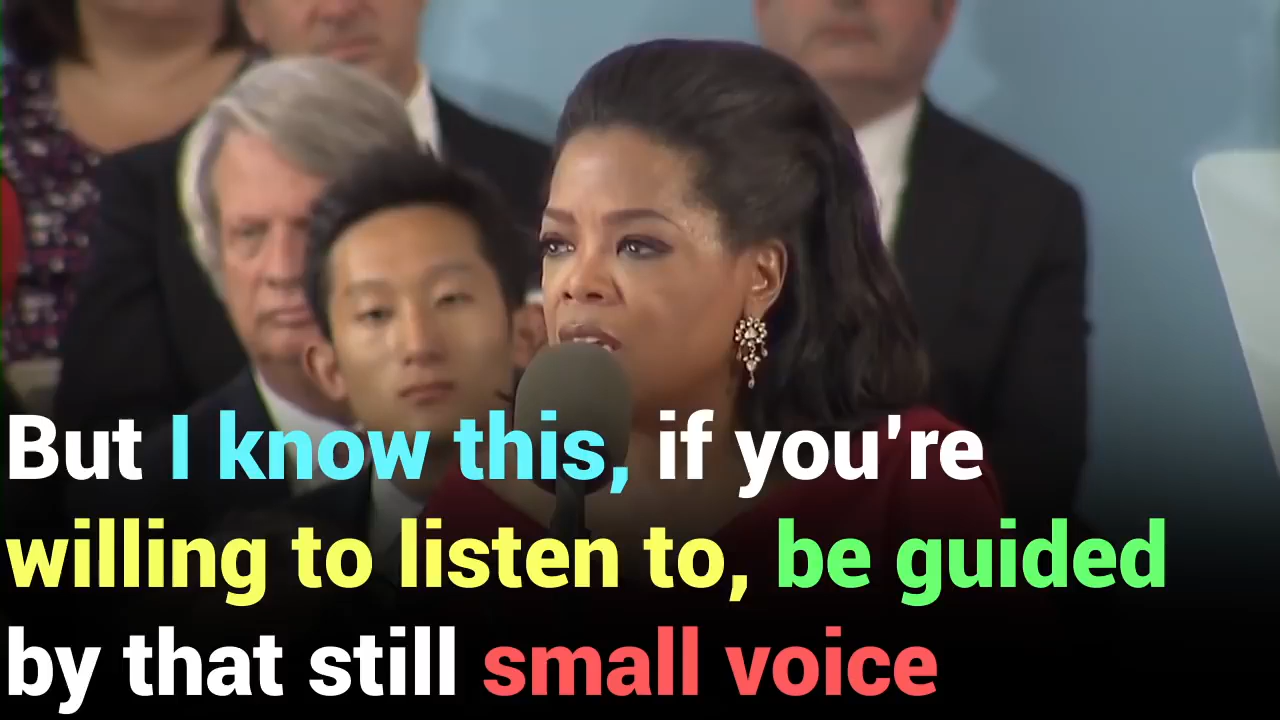 But I know this, if you're
willing to listen to, be guided
by that still small voice